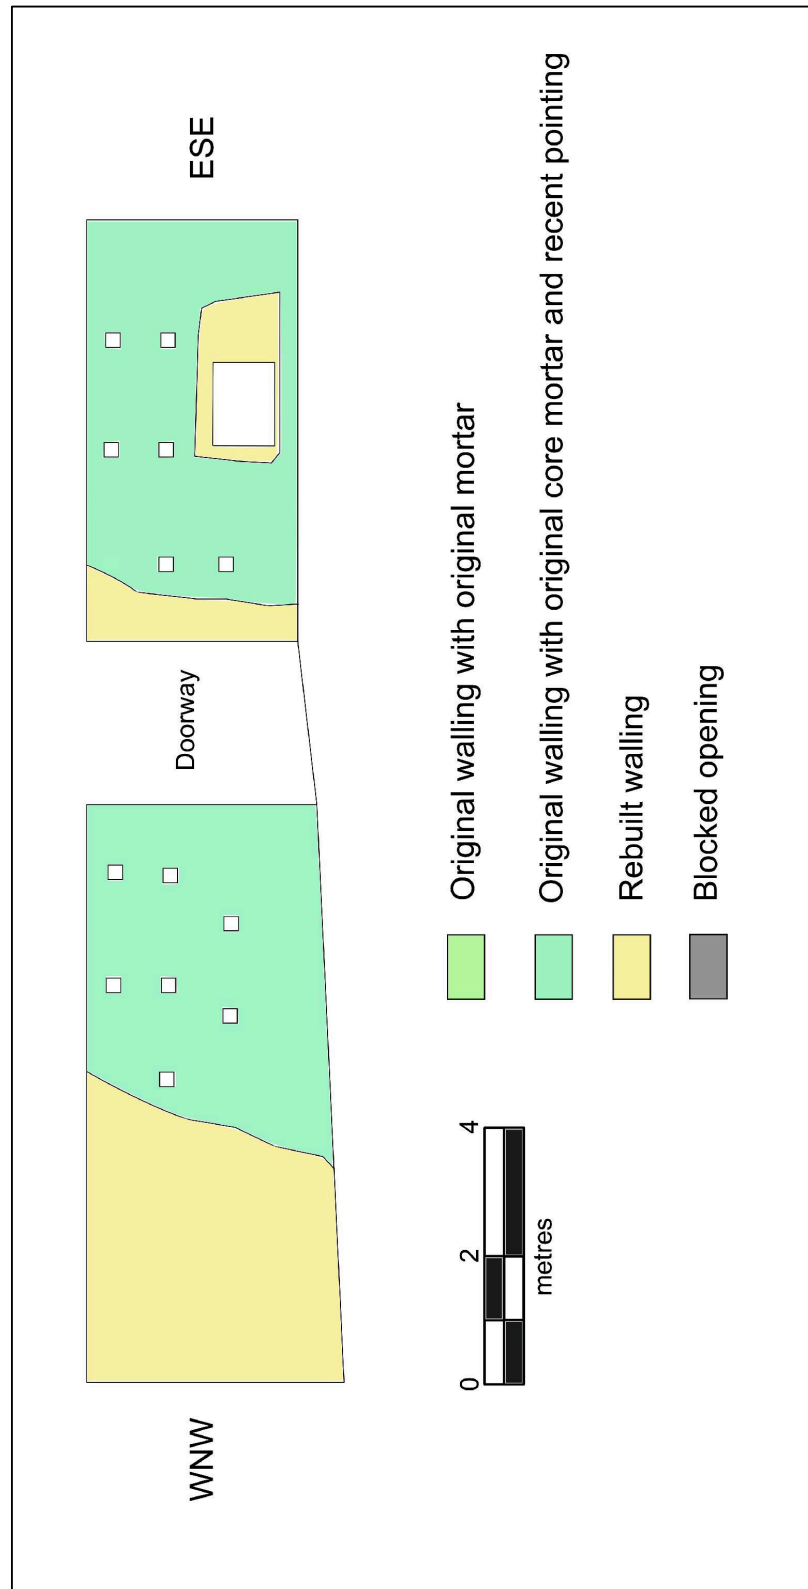 WNW
Doorway
ESE
0 2 4
metres
Original walling with original mortar
Original walling with original core mortar and recent pointing
Rebuilt walling
Blocked opening